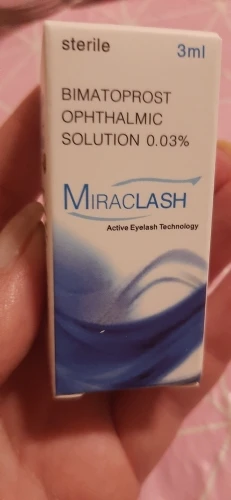 sterile 3ml
BIMATOPROST
OPHTHALMIC
SOLUTION 0.03%
MIRACLASH
Active Eyelash Technology